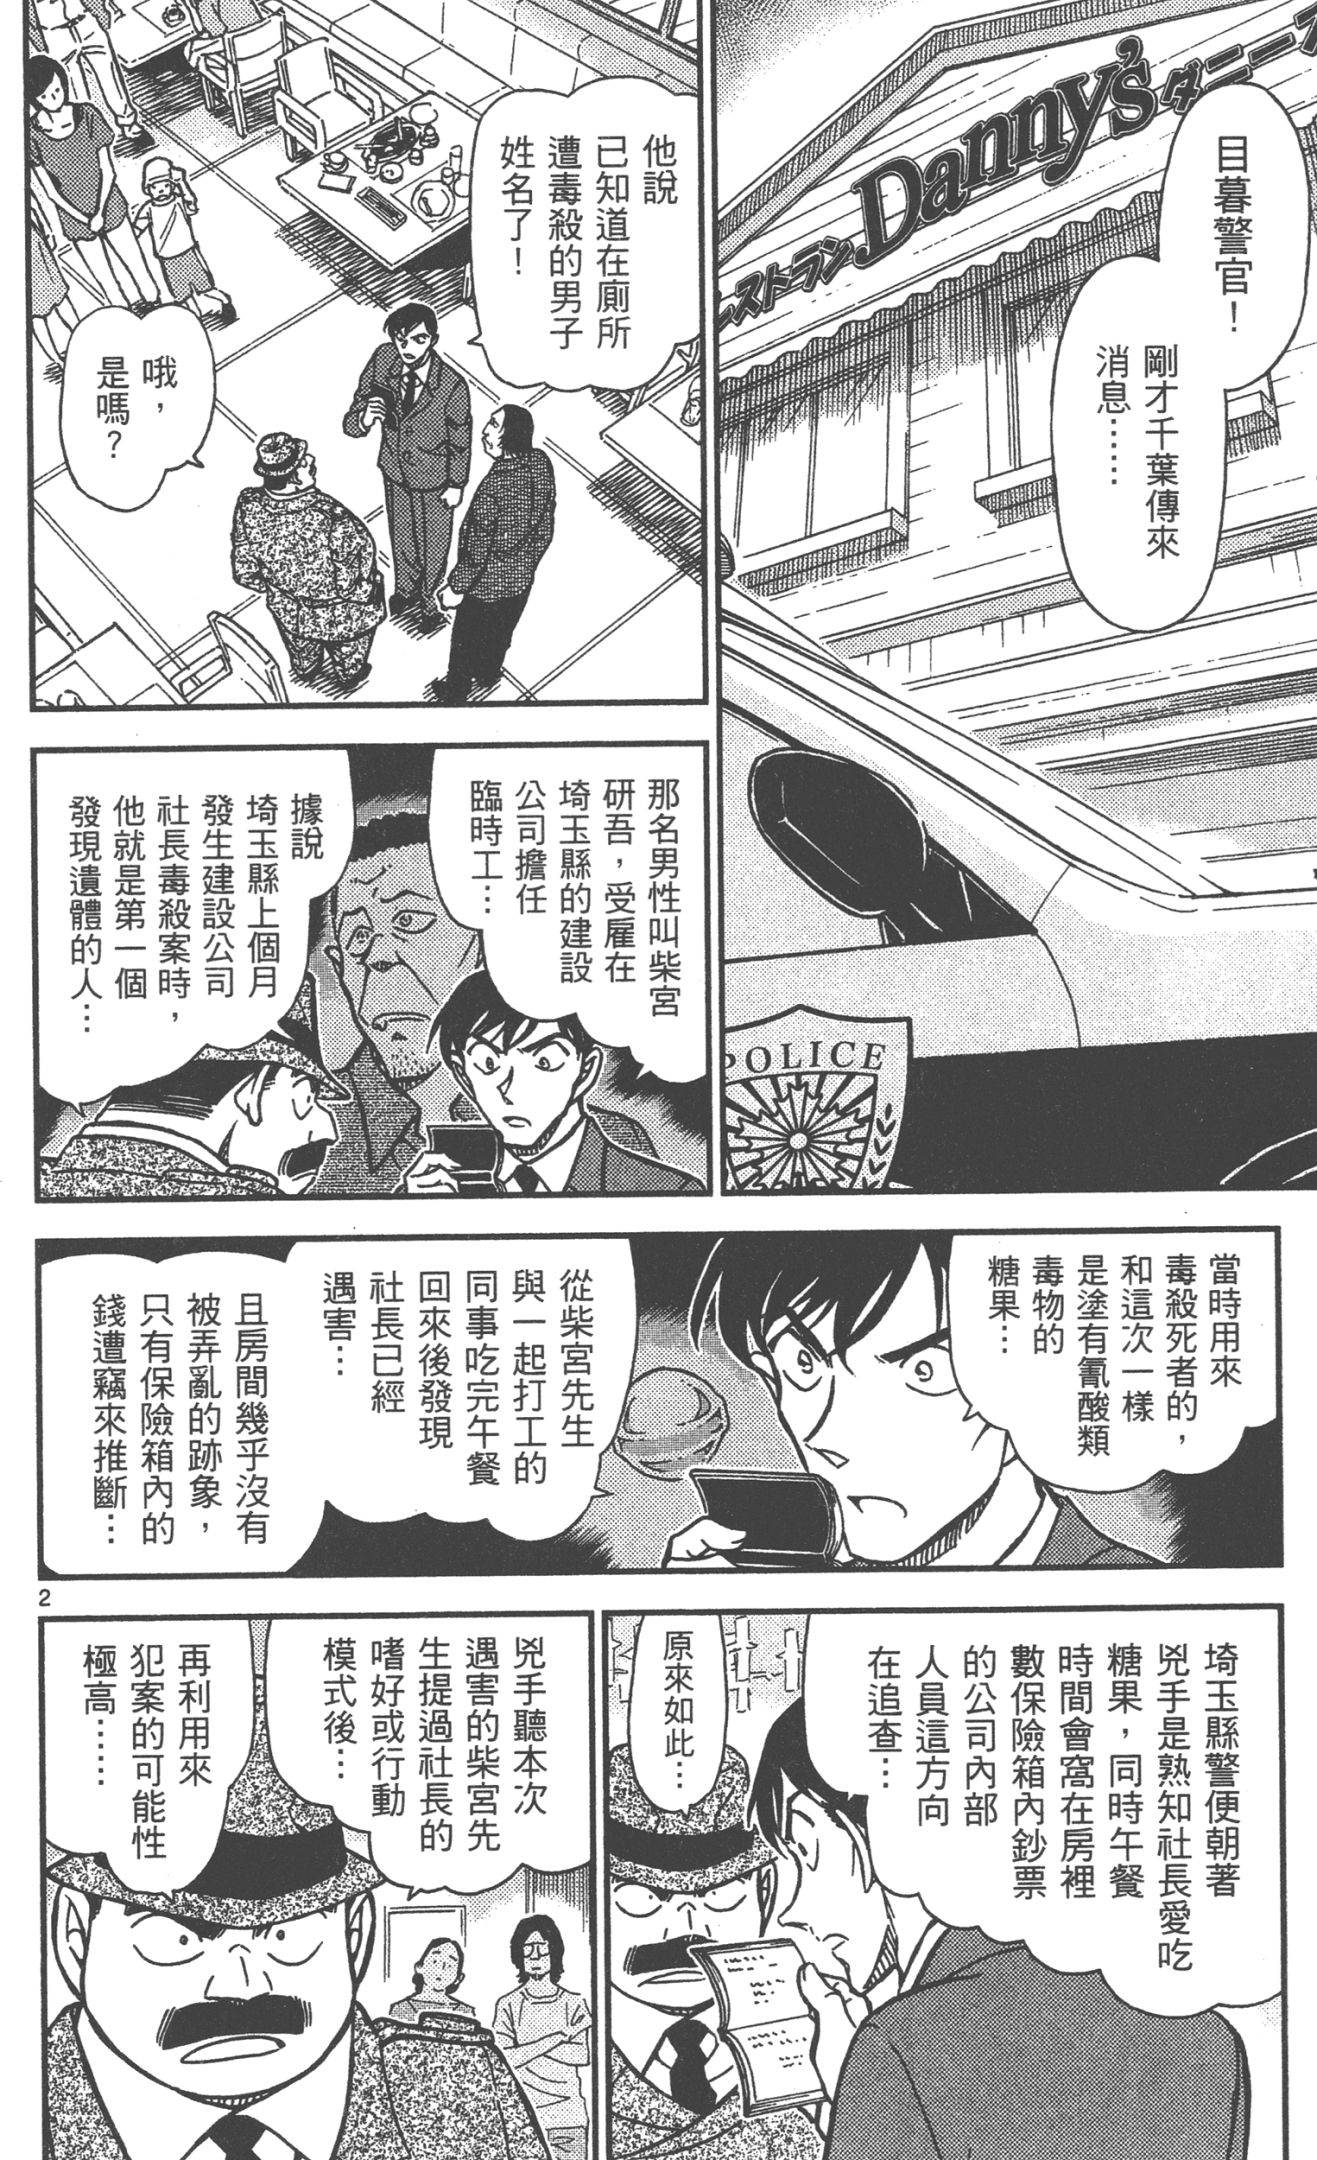 レストラン
Danny's
ダニーズ
目暮警官！
剛才千葉傳來
消息……
POLICE
他說
已知道在廁所
遭毒殺的男子
姓名了！
哦，
是嗎？
那名男性叫柴宮
研吾，受雇在
埼玉縣的建設
公司擔任
臨時工…
據說
埼玉縣上個月
發生建設公司
社長毒殺案時，
他就是第一個
發現遺體的人…
當時用來
毒殺死者的，
和這次一樣
是塗有氰酸類
毒物的
糖果…
從柴宮先生
與一起打工的
同事吃完午餐
回來後發現
社長已經
遇害…
且房間幾乎沒有
被弄亂的跡象，
只有保險箱內的
錢遭竊來推斷…
2
埼玉縣警便朝著
兇手是熟知社長愛吃
糖果，同時午餐
時間會窩在房裡
數保險箱內鈔票
的公司內部
人員這方向
在追查…
原來如此…
兇手聽本次
遇害的柴宮先
生提過社長的
嗜好或行動
模式後…
再利用來
犯案的可能性
極高……